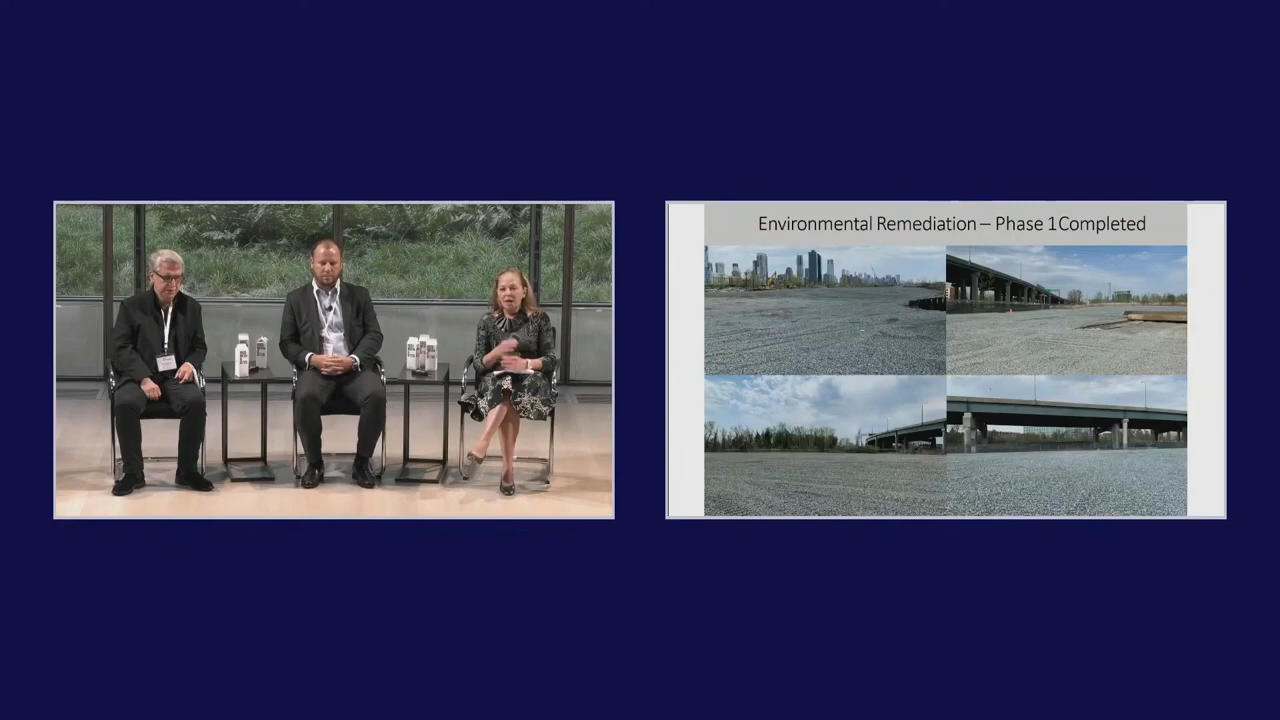 Environmental Remediation – Phase 1Completed